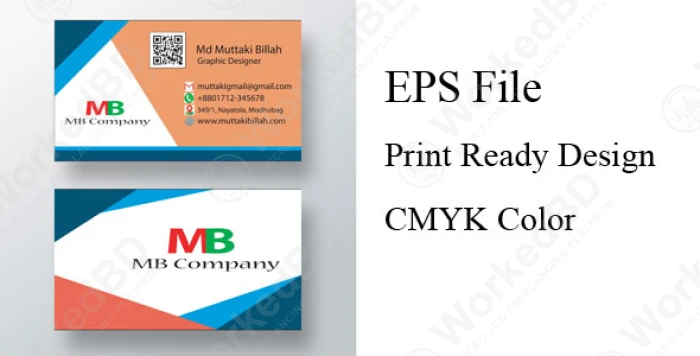 Md Muttaki Billah
Graphic Designer
muttakigmail@gmail.com
+8801712-345678
349/1, Nayatola, Modhubag
www.muttakibillah.com
MB
MB Company
MB
MB Company
EPS File
Print Ready Design
CMYK Color
WorkedBD